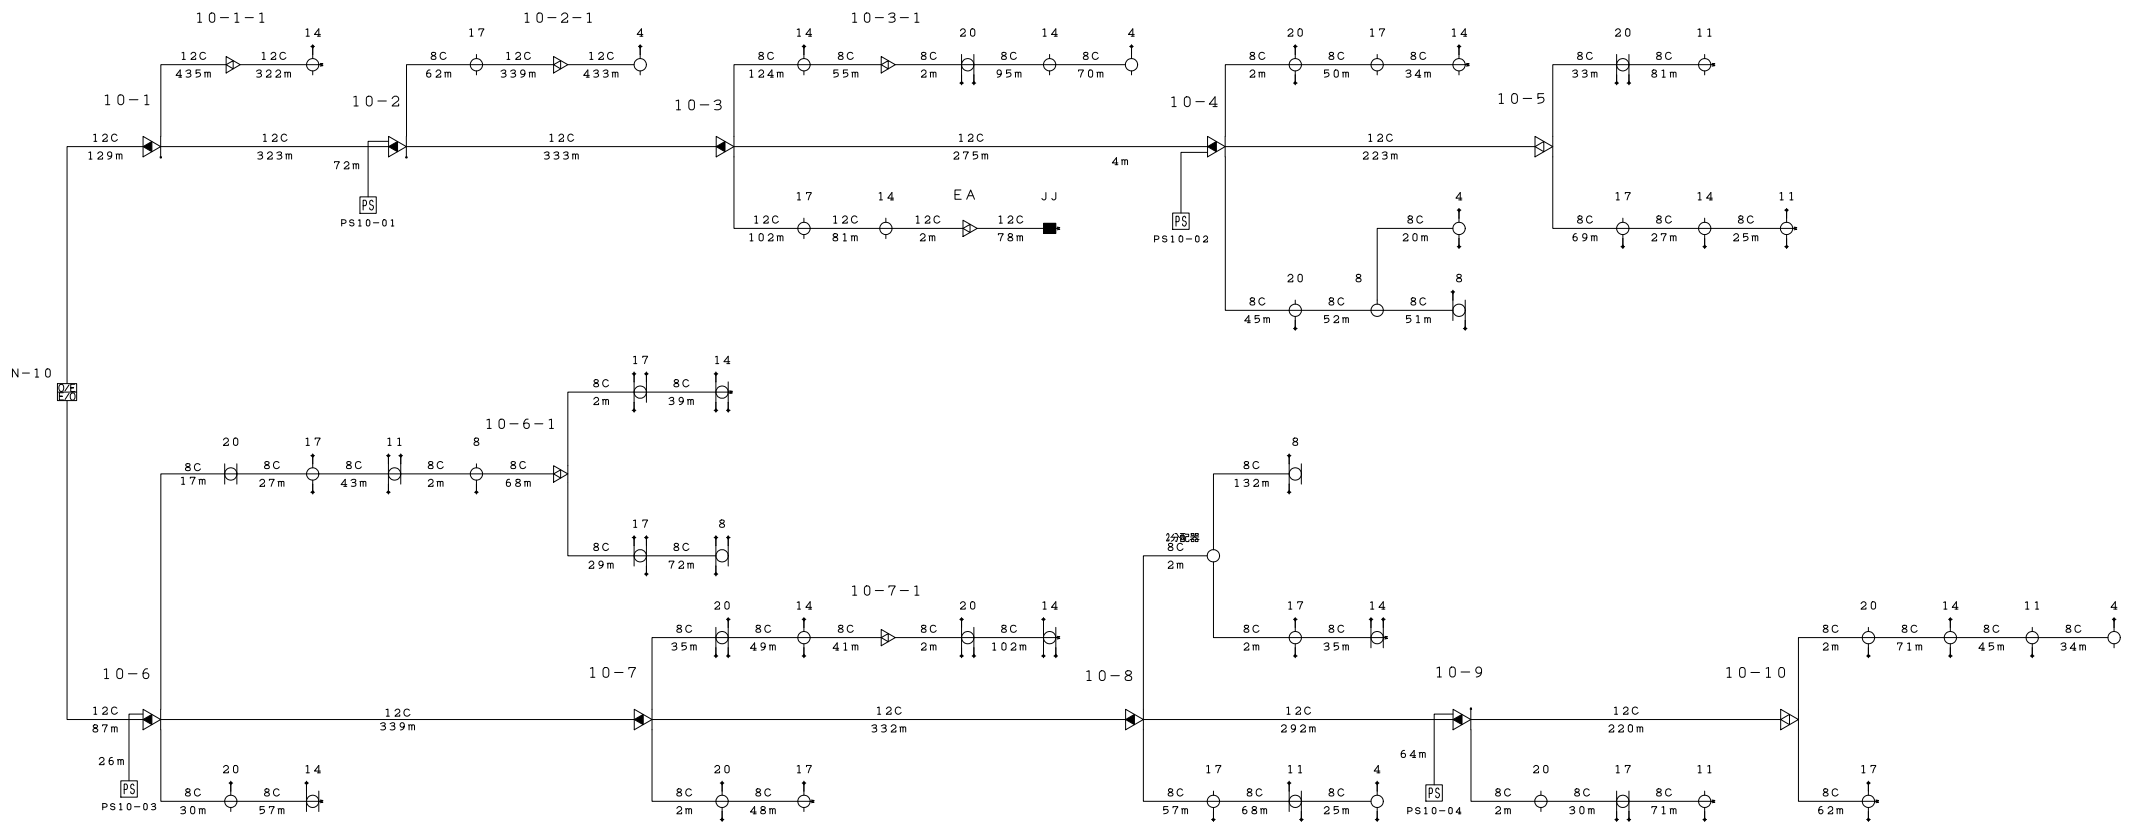 10-1-1 10-2-1 10-3-1
14 17 4 14 20 14 4 20 17 14 20 11
12C 12C 8C 12C 12C 8C 8C 8C 8C 8C 8C 8C 8C 8C 8C
435m 322m 62m 339m 433m 124m 55m 2m 95m 70m 2m 50m 34m 33m 81m
10-1 10-2 10-3 10-4 10-5
12C 12C 12C 12C 12C
129m 323m 333m 275m 223m
72m 4m
17 14 EA JJ 4 17 14 11
PS PS
PS10-01 PS10-02
12C 12C 12C 12C 8C 8C 8C 8C
102m 81m 2m 78m 20m 69m 27m 25m
20 8 8
8C 8C 8C
45m 52m 51m
N-10
O/E
E/O
17 14
8C 8C
2m 39m
10-6-1
20 17 11 8 8
8C 8C 8C 8C 8C 8C
17m 27m 43m 2m 68m 132m
17 8
2分配器
8C 8C 8C
29m 72m 2m
10-7-1
20 14 20 14 17 14 20 14 11 4
8C 8C 8C 8C 8C 8C 8C 8C 8C 8C 8C
35m 49m 41m 2m 102m 2m 35m 2m 71m 45m 34m
10-6 10-7 10-8 10-9 10-10
12C 12C 12C 12C 12C
87m 339m 332m 292m 220m
26m 64m
20 14 20 17 17 11 4 20 17 11 17
PS PS
PS10-03 PS10-04
8C 8C 8C 8C 8C 8C 8C 8C 8C 8C 8C
30m 57m 2m 48m 57m 68m 25m 2m 30m 71m 62m